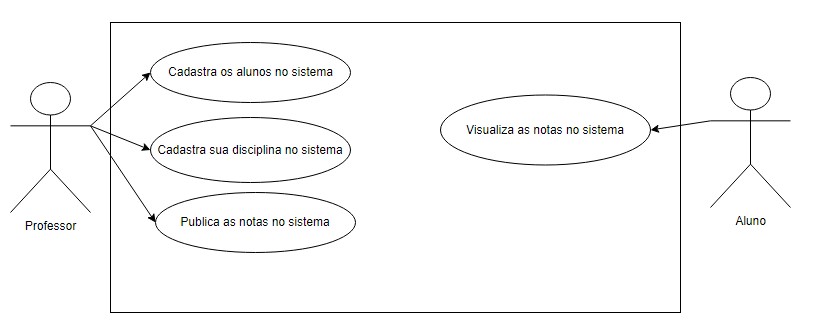 Cadastra os alunos no sistema
Visualiza as notas no sistema
Cadastra sua disciplina no sistema
Publica as notas no sistema
Professor
Aluno